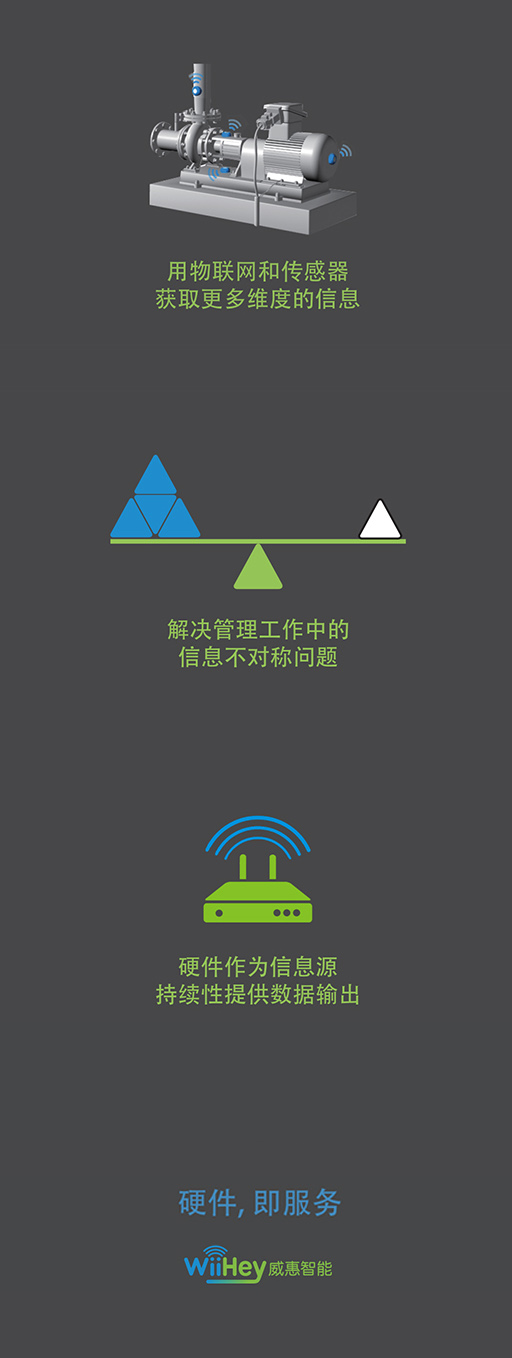 用物联网和传感器
获取更多维度的信息
解决管理工作中的
信息不对称问题
硬件作为信息源
持续性提供数据输出
硬件, 即服务
WiiHey 威惠智能